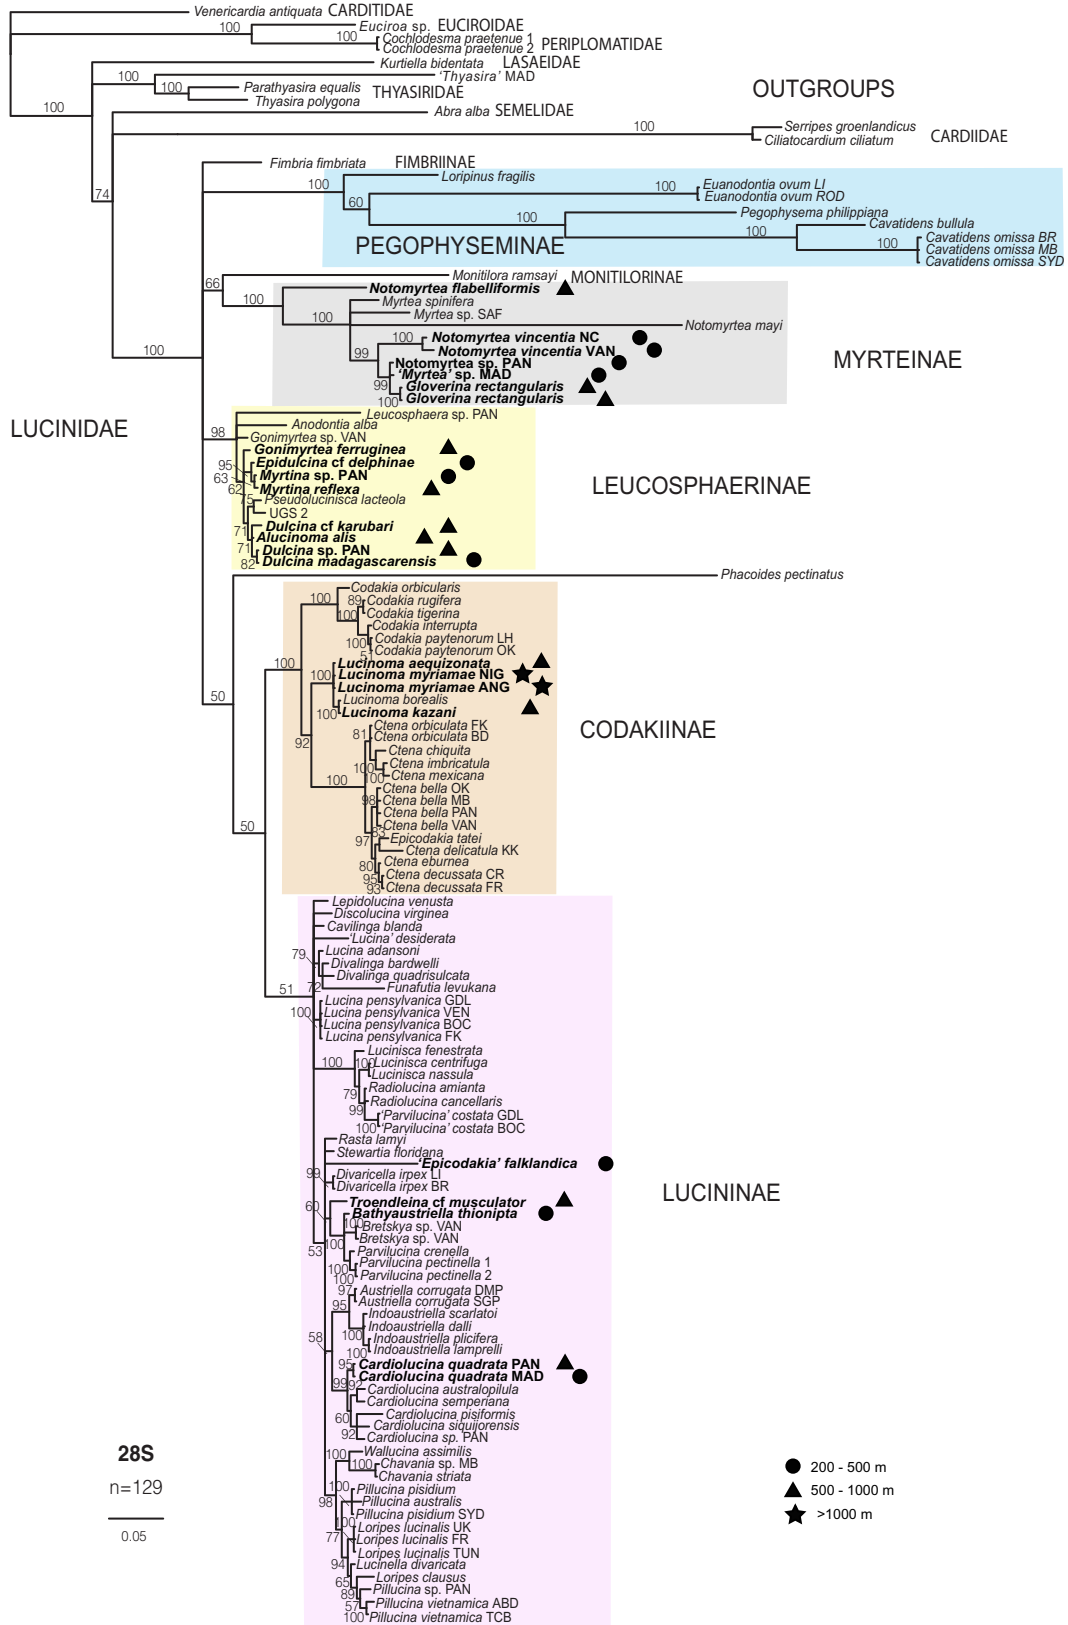 Venericardia antiquata CARDITIDAE
100 Euciroa sp. EUCIROIDAE
100 Cochlodesma praetenue 1
Cochlodesma praetenue 2 PERIPLOMATIDAE
Kurtiella bidentata LASAEIDAE
100 'Thyasira' MAD
100 Parathyasira equalis THYASIRIDAE
Thyasira polygona
OUTGROUPS
100
Abra alba SEMELIDAE
100 Serripes groenlandicus
Ciliatocardium ciliatum CARDIIDAE
Fimbria fimbriata FIMBRIINAE
74
100 Loripinus fragilis
100 Euanodontia ovum LI
Euanodontia ovum ROD
60
100 Pegophysema philippiana
100 Cavatidens bullula
100 Cavatidens omissa BR
Cavatidens omissa MB
Cavatidens omissa SYD
PEGOPHYSEMINAE
Monitilora ramsayi MONITILORINAE
66
100 Notomyrtea flabelliformis
Myrtea spinifera
Myrtea sp. SAF
100 Notomyrtea mayi
100 Notomyrtea vincentia NC
Notomyrtea vincentia VAN
99 Notomyrtea sp. PAN
'Myrtea' sp. MAD
99 Gloverina rectangularis
100 Gloverina rectangularis
MYRTEINAE
100
LUCINIDAE
98 Leucosphaera sp. PAN
Anodontia alba
Gonimyrtea sp. VAN
Gonimyrtea ferruginea
95 Epidulcina cf delphinae
63 Myrtina sp. PAN
62 Myrtina reflexa
75 Pseudolucinisca lacteola
UGS 2
71 Dulcina cf karubari
Alucinoma alis
71 Dulcina sp. PAN
82 Dulcina madagascarensis
LEUCOSPHAERINAE
Phacoides pectinatus
50
100 Codakia orbicularis
89 Codakia rugifera
100 Codakia tigerina
Codakia interrupta
100 Codakia paytenorum LH
51 Codakia paytenorum OK
100 Lucinoma aequizonata
100 Lucinoma myriamae NIG
Lucinoma myriamae ANG
Lucinoma borealis
100 Lucinoma kazani
CODAKIINAE
92
81 Ctena orbiculata FK
Ctena orbiculata BD
Ctena chiquita
100 Ctena imbricatula
100 100 Ctena mexicana
Ctena bella OK
98 Ctena bella MB
Ctena bella PAN
Ctena bella VAN
50
97 83 Epicodakia tatei
Ctena delicatula KK
80 Ctena eburnea
95 Ctena decussata CR
93 Ctena decussata FR
Lepidolucina venusta
Discolucina virginea
Cavilinga blanda
'Lucina' desiderata
79 Lucina adansoni
Divalinga bardwelli
Divalinga quadrisulcata
51 72 Funafutia levukana
Lucina pensylvanica GDL
100 Lucina pensylvanica VEN
Lucina pensylvanica BOC
Lucina pensylvanica FK
Lucinisca fenestrata
100 100 Lucinisca centrifuga
Lucinisca nassula
79 Radiolucina amianta
Radiolucina cancellaris
99 'Parvilucina' costata GDL
100 'Parvilucina' costata BOC
Rasta lamyi
Stewartia floridana
'Epicodakia' falklandica
99 Divaricella irpex LI
Divaricella irpex BR
LUCININAE
60 Troendleina cf musculator
Bathyaustriella thionipta
100 Bretskya sp. VAN
Bretskya sp. VAN
53 100 Parvilucina crenella
100 Parvilucina pectinella 1
100 Parvilucina pectinella 2
97 Austriella corrugata DMP
95 Austriella corrugata SGP
Indoaustriella scarlatoi
Indoaustriella dalli
58 100 Indoaustriella plicifera
100 Indoaustriella lamprelli
95 Cardiolucina quadrata PAN
Cardiolucina quadrata MAD
99 92 Cardiolucina australopilula
Cardiolucina semperiana
60 Cardiolucina pisiformis
Cardiolucina siquijorensis
92 Cardiolucina sp. PAN
100 Wallucina assimilis
100 Chavania sp. MB
Chavania striata
100 Pillucina pisidium
98 Pillucina australis
Pillucina pisidium SYD
100 Loripes lucinalis UK
77 Loripes lucinalis FR
Loripes lucinalis TUN
94 Lucinella divaricata
65 Loripes clausus
89 Pillucina sp. PAN
57 Pillucina vietnamica ABD
100 Pillucina vietnamica TCB
28S
n=129
0.05
200 - 500 m
500 - 1000 m
>1000 m